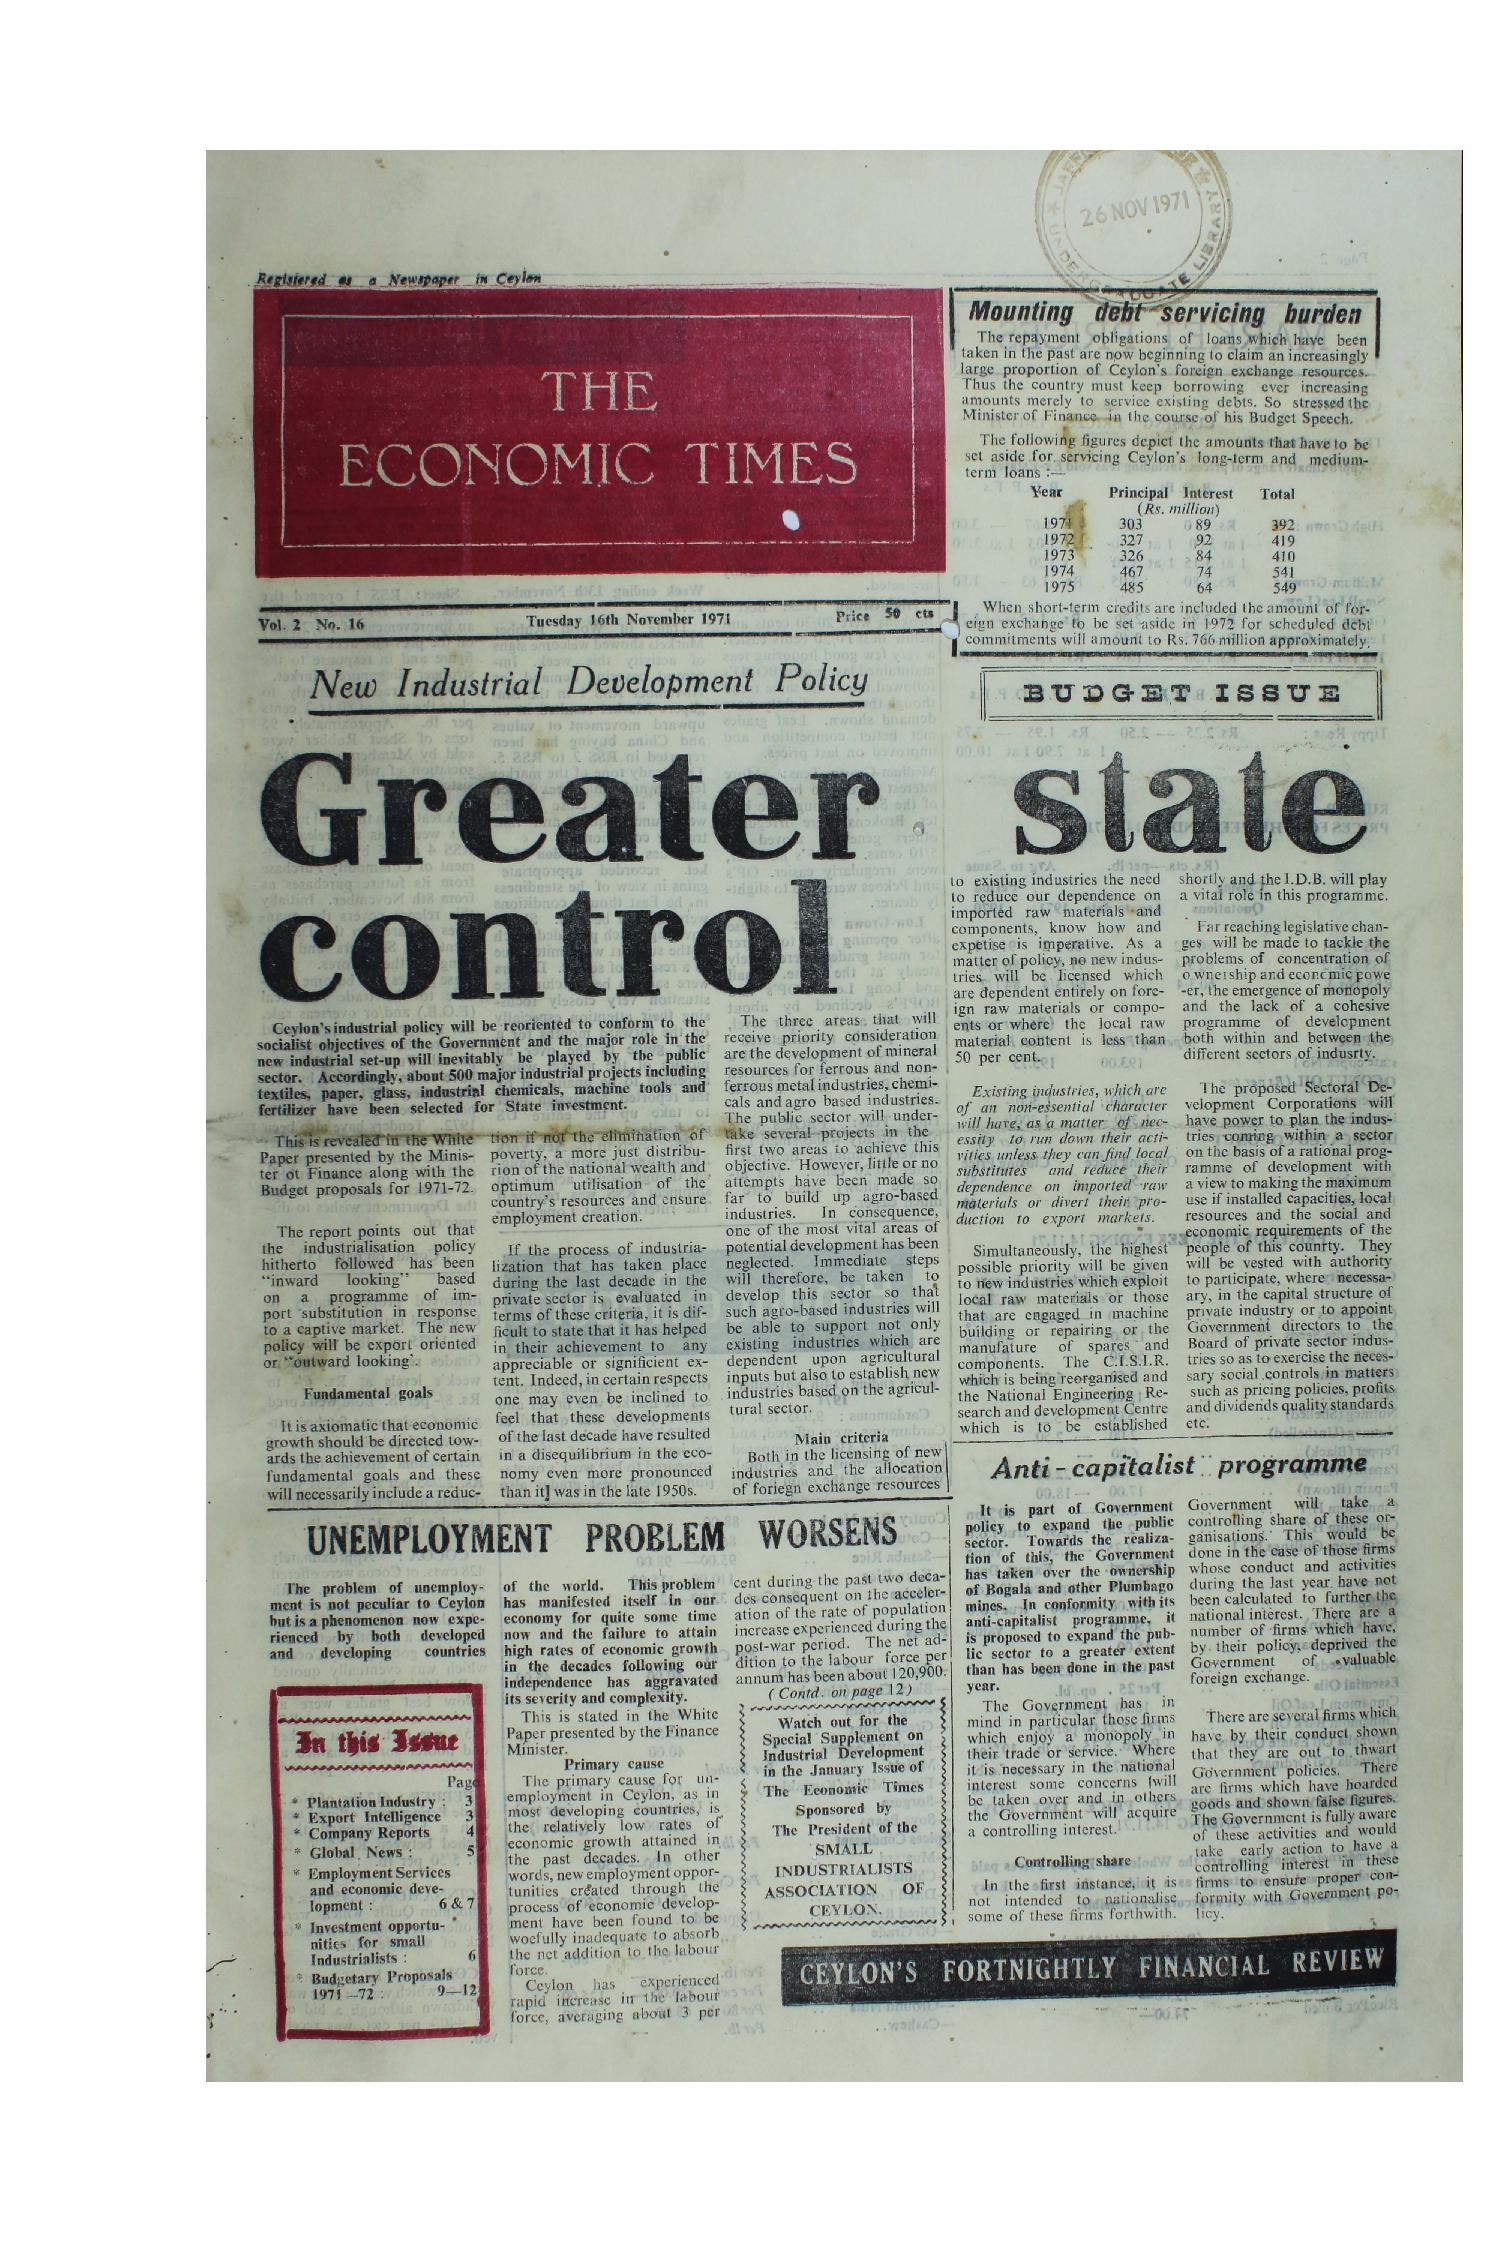 JAFFNA COLLEGE
UNDERGRADUATE LIBRARY
26 NOV 1971
Registered as a Newspaper in Ceylon
THE
ECONOMIC TIMES
Vol. 2 No. 16
Tuesday 16th November 1971
Price 50 cts
Mounting debt servicing burden
The repayment obligations of loans which have been
taken in the past are now beginning to claim an increasingly
large proportion of Ceylon's foreign exchange resources.
Thus the country must keep borrowing ever increasing
amounts merely to service existing debts. So stressed the
Minister of Finance in the course of his Budget Speech.
The following figures depict the amounts that have to be
set aside for servicing Ceylon's long-term and medium-
term loans :—
Year Principal Interest Total
(Rs. million)
1971 303 89 392
1972 327 92 419
1973 326 84 410
1974 467 74 541
1975 485 64 549
When short-term credits are included the amount of for-
eign exchange to be set aside in 1972 for scheduled debt
commitments will amount to Rs. 766 million approximately.
BUDGET ISSUE
New Industrial Development Policy
Greater state
control
Ceylon's industrial policy will be reoriented to conform to the
socialist objectives of the Government and the major role in the
new industrial set-up will inevitably be played by the public
sector. Accordingly, about 500 major industrial projects including
textiles, paper, glass, industrial chemicals, machine tools and
fertilizer have been selected for State investment.
This is revealed in the White
Paper presented by the Minis-
ter of Finance along with the
Budget proposals for 1971-72.
The report points out that
the industrialisation policy
hitherto followed has been
"inward looking" based
on a programme of im-
port substitution in response
to a captive market. The new
policy will be export oriented
or "outward looking'.
Fundamental goals
It is axiomatic that economic
growth should be directed tow-
ards the achievement of certain
fundamental goals and these
will necessarily include a reduc-
tion if not the elimination of
poverty, a more just distribu-
rion of the national wealth and
optimum utilisation of the
country's resources and ensure
employment creation.
If the process of industria-
lization that has taken place
during the last decade in the
private sector is evaluated in
terms of these criteria, it is dif-
ficult to state that it has helped
in their achievement to any
appreciable or significient ex-
tent. Indeed, in certain respects
one may even be inclined to
feel that these developments
of the last decade have resulted
in a disequilibrium in the eco-
nomy even more pronounced
than it] was in the late 1950s.
The three areas that will
receive priority consideration
are the development of mineral
resources for ferrous and non-
ferrous metal industries, chemi-
cals and agro based industries.
The public sector will under-
take several projects in the
first two areas to achieve this
objective. However, little or no
attempts have been made so
far to build up agro-based
industries. In consequence,
one of the most vital areas of
potential development has been
neglected. Immediate steps
will therefore, be taken to
develop this sector so that
such agro-based industries will
be able to support not only
existing industries which are
dependent upon agricultural
inputs but also to establish new
industries based on the agricul-
tural sector.
Main criteria
Both in the licensing of new
industries and the allocation
of foriegn exchange resources
to existing industries the need
to reduce our dependence on
imported raw materials and
components, know how and
expetise is imperative. As a
matter of policy, no new indus-
tries will be licensed which
are dependent entirely on fore-
ign raw materials or compo-
ents or where the local raw
material content is less than
50 per cent.
Existing industries, which are
of an non-essential character
will have, as a matter of nec-
essity to run down their acti-
vities unless they can find local
substitutes and reduce their
dependence on imported raw
materials or divert their pro-
duction to export markets.
Simultaneously, the highest
possible priority will be given
to new industries which exploit
local raw materials or those
that are engaged in machine
building or repairing or the
manufature of spares and
components. The C.I.S.I.R.
which is being reorganised and
the National Engineering Re-
search and development Centre
which is to be established
shortly and the I.D.B. will play
a vital role in this programme.
Far reaching legislative chan-
ges will be made to tackle the
problems of concentration of
ownership and economic powe
-er, the emergence of monopoly
and the lack of a cohesive
programme of development
both within and between the
different sectors of indusrty.
The proposed Sectoral De-
velopment Corporations will
have power to plan the indus-
tries coming within a sector
on the basis of a rational prog-
ramme of development with
a view to making the maximum
use if installed capacities, local
resources and the social and
economic requirements of the
people of this counrty. They
will be vested with authority
to participate, where necessa-
ary, in the capital structure of
private industry or to appoint
Government directors to the
Board of private sector indus-
tries so as to exercise the neces-
sary social controls in matters
such as pricing policies, profits
and dividends quality standards
etc.
UNEMPLOYMENT PROBLEM WORSENS
The problem of unemploy-
ment is not peculiar to Ceylon
but is a phenomenon now expe-
rienced by both developed
and developing countries
of the world. This problem
has manifested itself in our
economy for quite some time
now and the failure to attain
high rates of economic growth
in the decades following our
independence has aggravated
its severity and complexity.
This is stated in the White
Paper presented by the Finance
Minister.
Primary cause
The primary cause for un-
employment in Ceylon, as in
most developing countries, is
the relatively low rates of
economic growth attained in
the past decades. In other
words, new employment oppor-
tunities created through the
process of economic develop-
ment have been found to be
woefully inadequate to absorb
the net addition to the labour
force.
Ceylon has experienced
rapid increase in the labour
force, averaging about 3 per
cent during the past two deca-
des consequent on the acceler-
ation of the rate of population
increase experienced during the
post-war period. The net ad-
dition to the labour force per
annum has been about 120,900.
(Contd. on page 12)
In this Issue
Page
* Plantation Industry : 3
* Export Intelligence 3
* Company Reports 4
* Global News : 5
* Employment Services
and economic deve-
lopment : 6 & 7
* Investment opportu-
nities for small
Industrialists : 6
* Budgetary Proposals
1971—72 : 9—12
Watch out for the
Special Supplement on
Industrial Development
in the January Issue of
The Economic Times
Sponsored by
The President of the
SMALL
INDUSTRIALISTS
ASSOCIATION OF
CEYLON.
Anti-capitalist programme
It is part of Government
policy to expand the public
sector. Towards the realiza-
tion of this, the Government
has taken over the ownership
of Bogala and other Plumbago
mines. In conformity with its
anti-capitalist programme, it
is proposed to expand the pub-
lic sector to a greater extent
than has been done in the past
year.
The Government has in
mind in particular those firms
which enjoy a monopoly in
their trade or service. Where
it is necessary in the national
interest some concerns will
be taken over and in others
the Government will acquire
a controlling interest.
Controlling share
In the first instance, it is
not intended to nationalise
some of these firms forthwith.
Government will take a
controlling share of these or-
ganisations. This would be
done in the case of those firms
whose conduct and activities
during the last year have not
been calculated to further the
national interest. There are a
number of firms which have,
by their policy, deprived the
Government of valuable
foreign exchange.
There are several firms which
have by their conduct shown
that they are out to thwart
Government policies. There
are firms which have hoarded
goods and shown false figures.
The Government is fully aware
of these activities and would
take early action to have a
controlling interest in these
firms to ensure proper con-
formity with Government po-
licy.
CEYLON'S FORTNIGHTLY FINANCIAL REVIEW